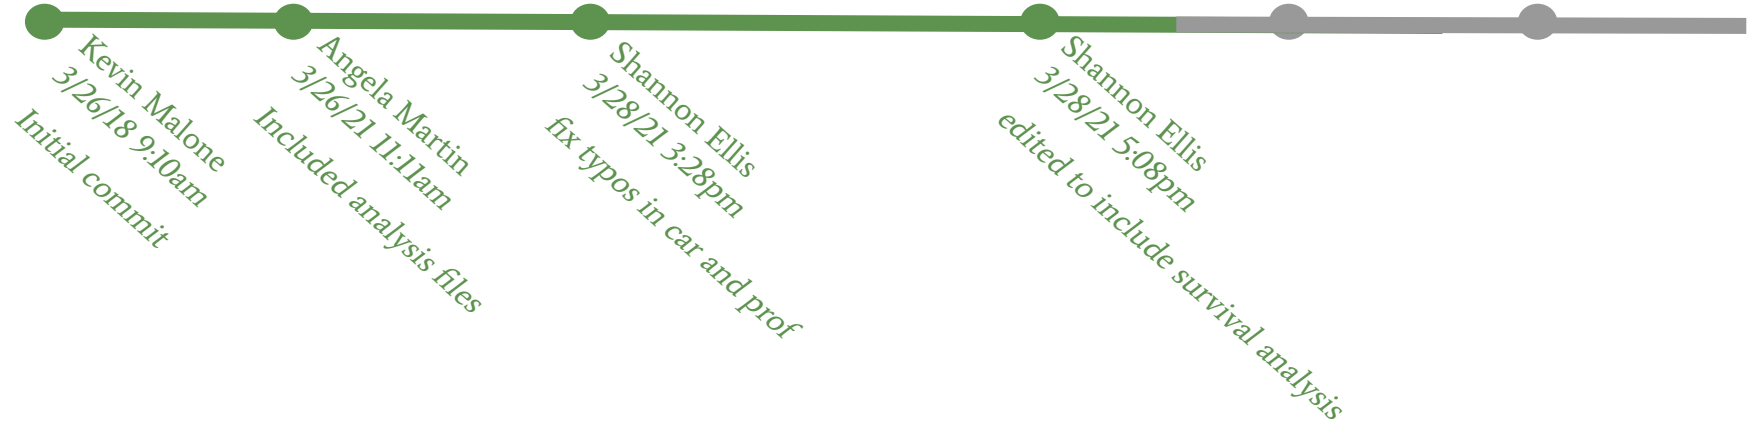 Kevin Malone
3/26/18 9:10am
Initial commit
Angela Martin
3/26/21 11:11am
Included analysis files
Shannon Ellis
3/28/21 3:28pm
fix typos in car and prof
Shannon Ellis
3/28/21 5:08pm
edited to include survival analysis